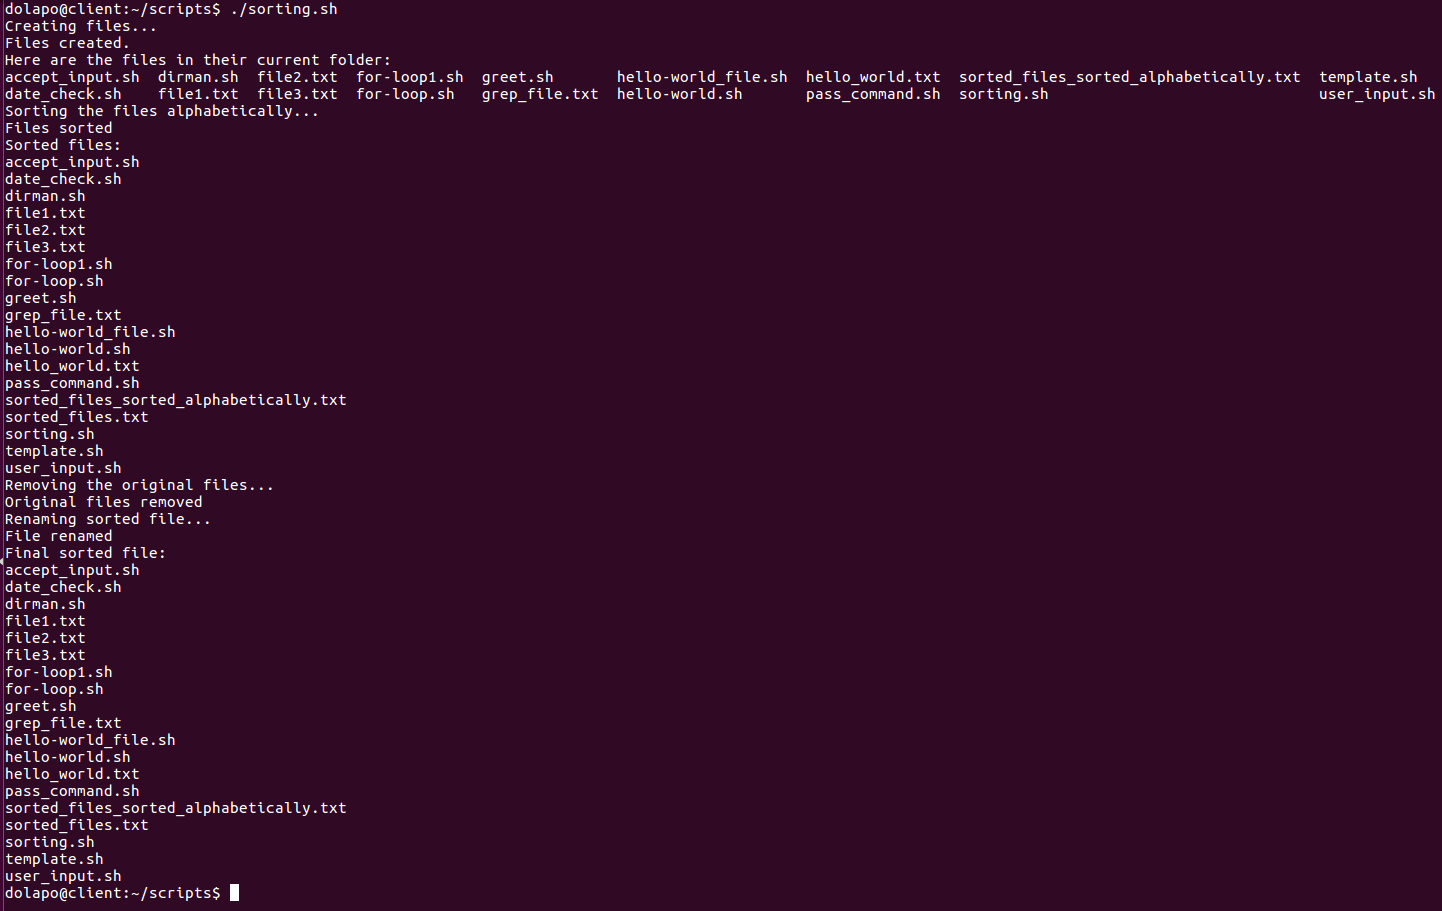 dolapo@client:~/scripts$ ./sorting.sh
Creating files...
Files created.
Here are the files in their current folder:
accept_input.sh  dirman.sh  file2.txt  for-loop1.sh  greet.sh       hello-world_file.sh  hello_world.txt  sorted_files_sorted_alphabetically.txt  template.sh
date_check.sh    file1.txt  file3.txt  for-loop.sh   grep_file.txt  hello-world.sh       pass_command.sh  sorting.sh                              user_input.sh
Sorting the files alphabetically...
Files sorted
Sorted files:
accept_input.sh
date_check.sh
dirman.sh
file1.txt
file2.txt
file3.txt
for-loop1.sh
for-loop.sh
greet.sh
grep_file.txt
hello-world_file.sh
hello-world.sh
hello_world.txt
pass_command.sh
sorted_files_sorted_alphabetically.txt
sorted_files.txt
sorting.sh
template.sh
user_input.sh
Removing the original files...
Original files removed
Renaming sorted file...
File renamed
Final sorted file:
accept_input.sh
date_check.sh
dirman.sh
file1.txt
file2.txt
file3.txt
for-loop1.sh
for-loop.sh
greet.sh
grep_file.txt
hello-world_file.sh
hello-world.sh
hello_world.txt
pass_command.sh
sorted_files_sorted_alphabetically.txt
sorted_files.txt
sorting.sh
template.sh
user_input.sh
dolapo@client:~/scripts$